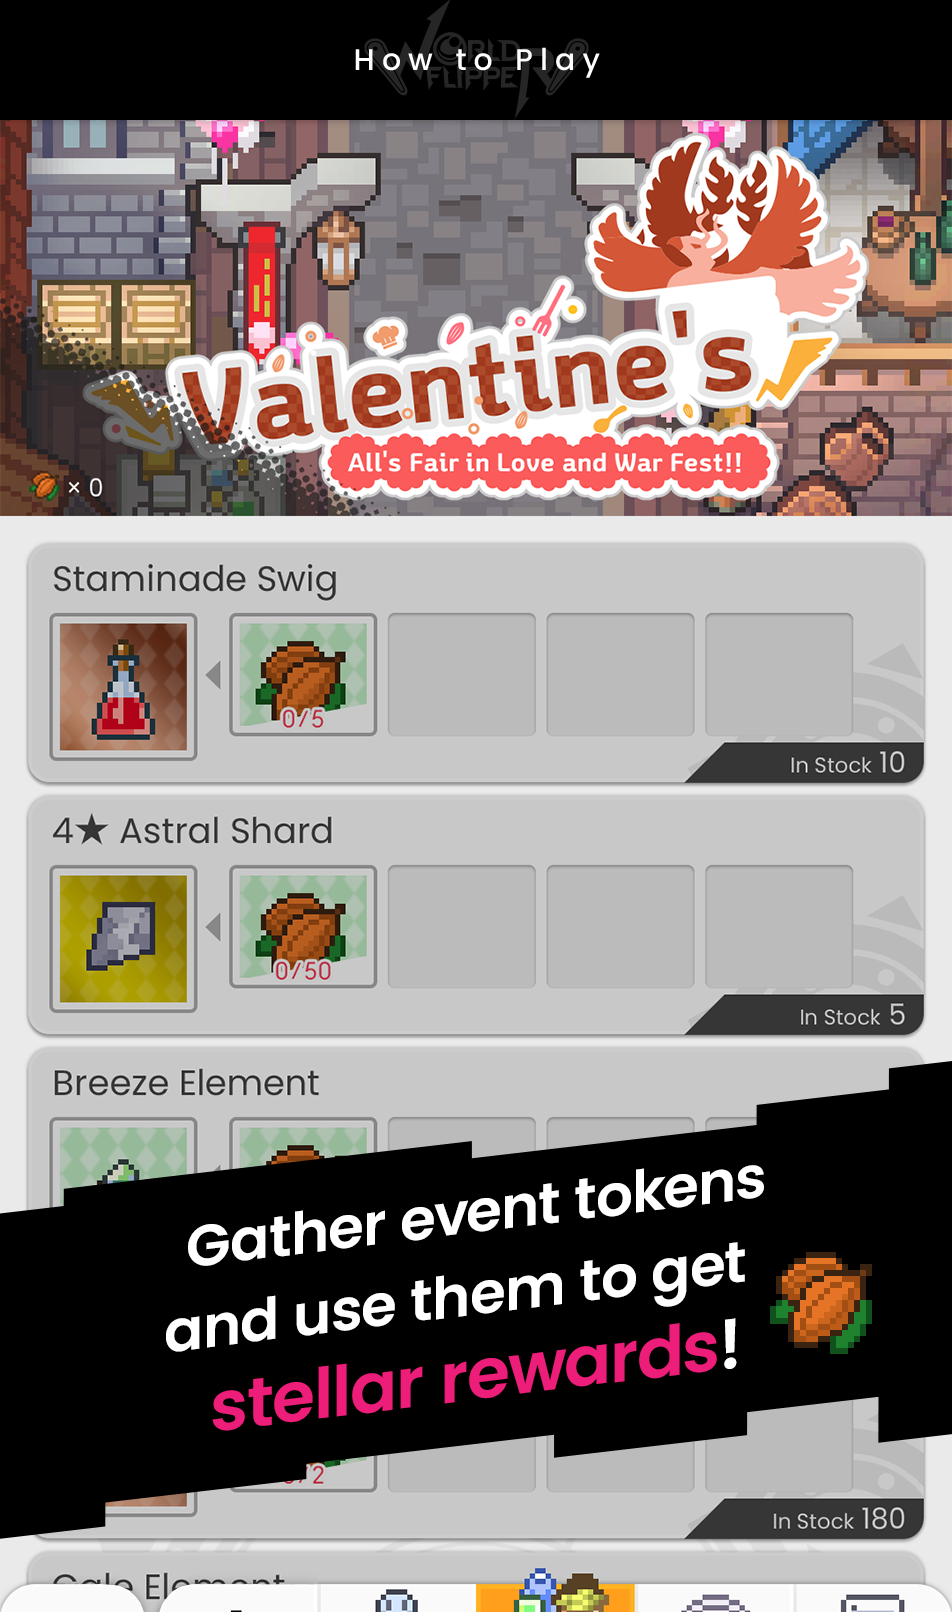 WORLD FLIPPER
How to Play
Valentine's
All's Fair in Love and War Fest!!
× 0
Staminade Swig
0/5
In Stock 10
4★ Astral Shard
0/50
In Stock 5
Breeze Element
Gather event tokens
and use them to get
stellar rewards!
/2
In Stock 180
Gale Element